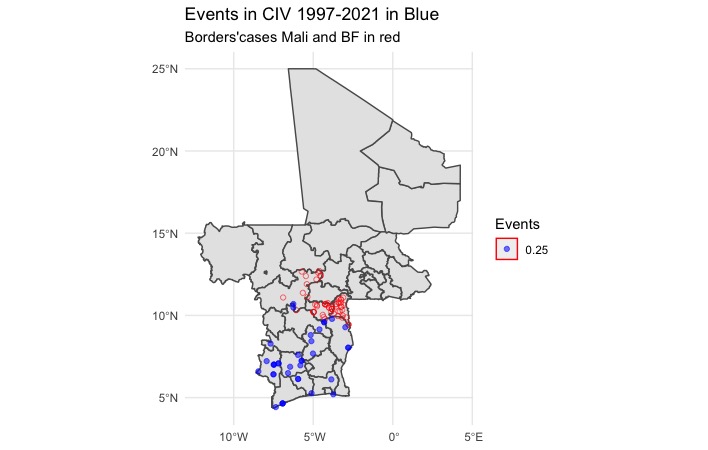 Events in CIV 1997-2021 in Blue
Borders'cases Mali and BF in red
25°N
20°N
15°N
10°N
5°N
10°W
5°W
0°
5°E
Events
0.25